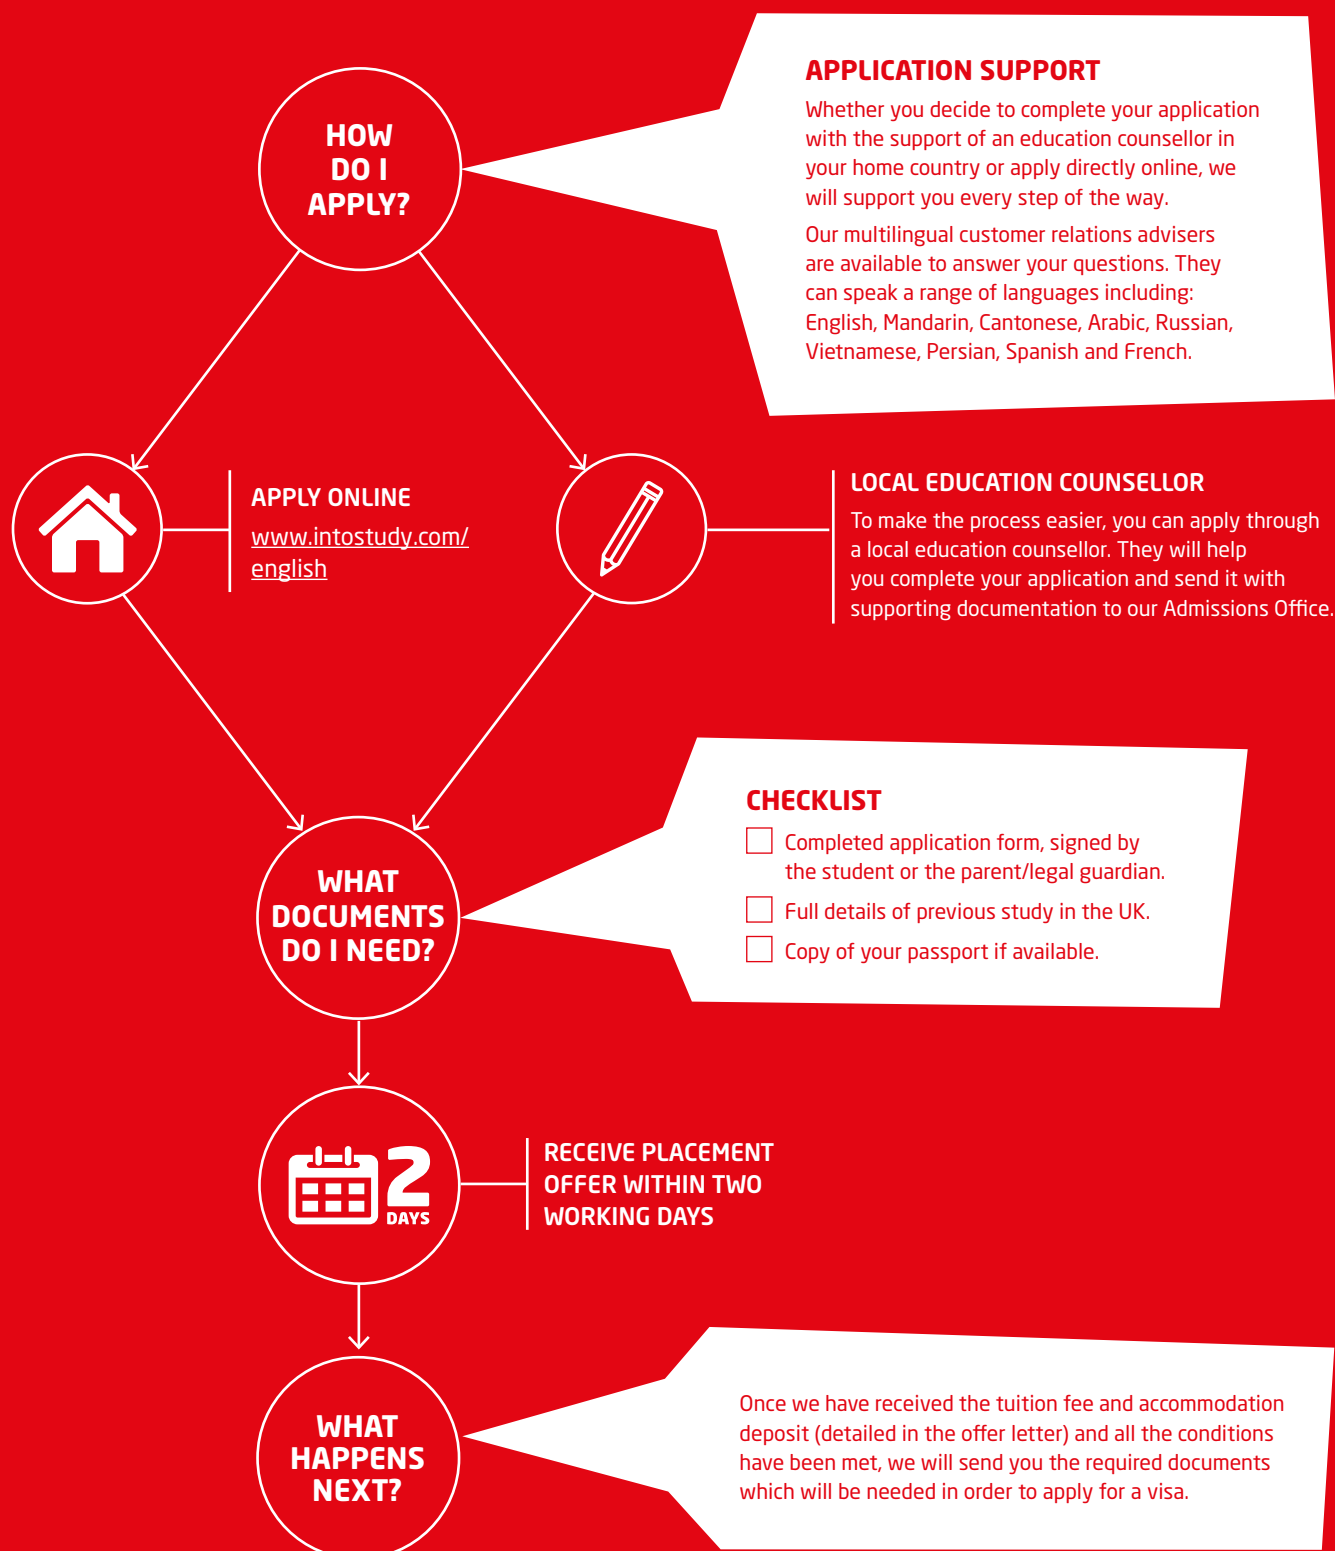 HOW
DO I
APPLY?
APPLICATION SUPPORT
Whether you decide to complete your application
with the support of an education counsellor in
your home country or apply directly online, we
will support you every step of the way.
Our multilingual customer relations advisers
are available to answer your questions. They
can speak a range of languages including:
English, Mandarin, Cantonese, Arabic, Russian,
Vietnamese, Persian, Spanish and French.
APPLY ONLINE
www.intostudy.com/
english
LOCAL EDUCATION COUNSELLOR
To make the process easier, you can apply through
a local education counsellor. They will help
you complete your application and send it with
supporting documentation to our Admissions Office.
WHAT
DOCUMENTS
DO I NEED?
CHECKLIST
Completed application form, signed by
the student or the parent/legal guardian.
Full details of previous study in the UK.
Copy of your passport if available.
2
DAYS
RECEIVE PLACEMENT
OFFER WITHIN TWO
WORKING DAYS
WHAT
HAPPENS
NEXT?
Once we have received the tuition fee and accommodation
deposit (detailed in the offer letter) and all the conditions
have been met, we will send you the required documents
which will be needed in order to apply for a visa.